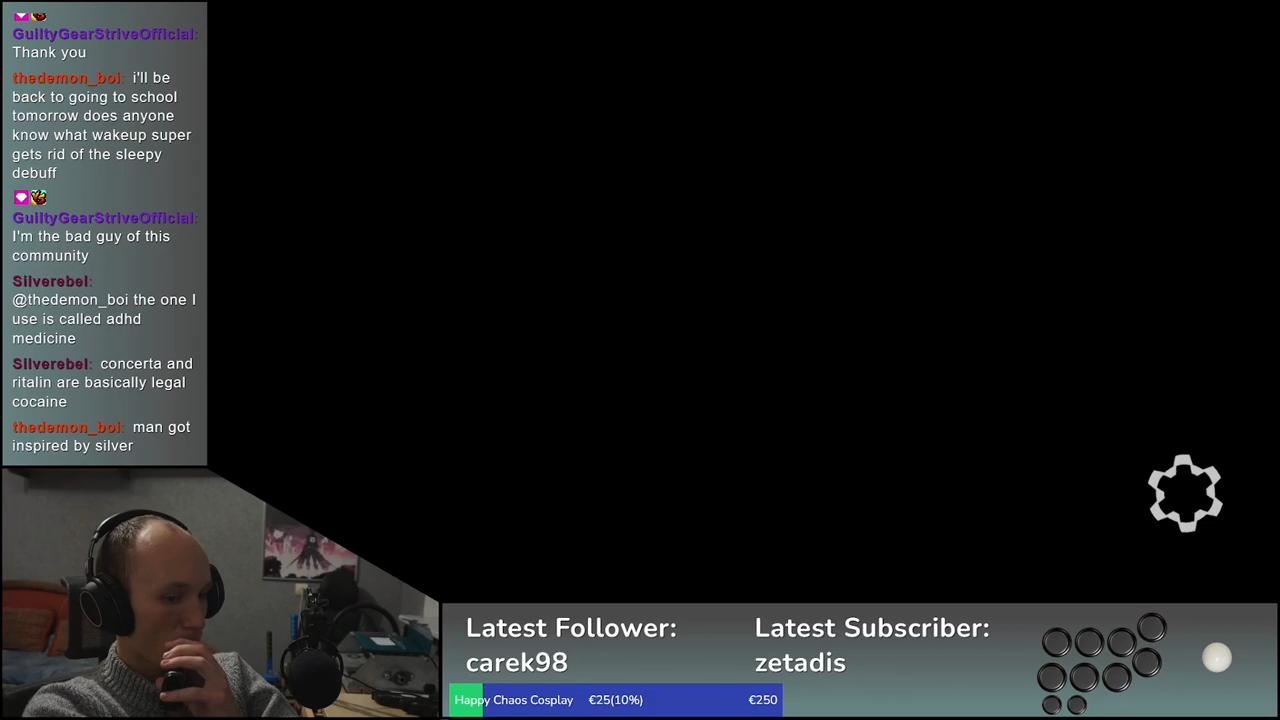 GuiltyGearStriveOfficial:
Thank you
thedemon_boi: i'll be
back to going to school
tomorrow does anyone
know what wakeup super
gets rid of the sleepy
debuff
GuiltyGearStriveOfficial:
I'm the bad guy of this
community
Silverebel:
@thedemon_boi the one I
use is called adhd
medicine
Silverebel: concerta and
ritalin are basically legal
cocaine
thedemon_boi: man got
inspired by silver
Latest Follower:
carek98
Latest Subscriber:
zetadis
Happy Chaos Cosplay €25(10%) €250